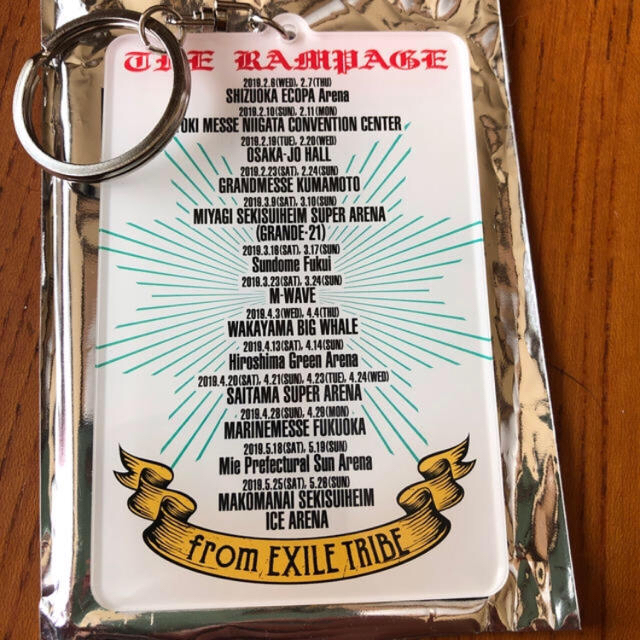 THE RAMPAGE
2019.2.6(WED), 2.7(THU)
SHIZUOKA ECOPA Arena
2019.2.10(SUN), 2.11(MON)
TOKI MESSE NIIGATA CONVENTION CENTER
2019.2.19(TUE), 2.20(WED)
OSAKA-JO HALL
2019.2.23(SAT), 2.24(SUN)
GRANDMESSE KUMAMOTO
2019.3.9(SAT), 3.10(SUN)
MIYAGI SEKISUIHEIM SUPER ARENA
(GRANDE·21)
2019.3.16(SAT), 3.17(SUN)
Sundome Fukui
2019.3.23(SAT), 3.24(SUN)
M-WAVE
2019.4.3(WED), 4.4(THU)
WAKAYAMA BIG WHALE
2019.4.13(SAT), 4.14(SUN)
Hiroshima Green Arena
2019.4.20(SAT), 4.21(SUN), 4.23(TUE), 4.24(WED)
SAITAMA SUPER ARENA
2019.4.28(SUN), 4.29(MON)
MARINEMESSE FUKUOKA
2019.5.18(SAT), 5.19(SUN)
Mie Prefectural Sun Arena
2019.5.25(SAT), 5.26(SUN)
MAKOMANAI SEKISUIHEIM
ICE ARENA
from EXILE TRIBE